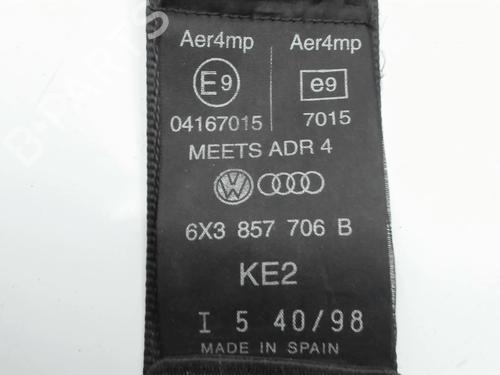 Aer4mp Aer4mp
E9 e9
04167015 7015
MEETS ADR 4
6X3 857 706 B
KE2
I 5 40/98
MADE IN SPAIN